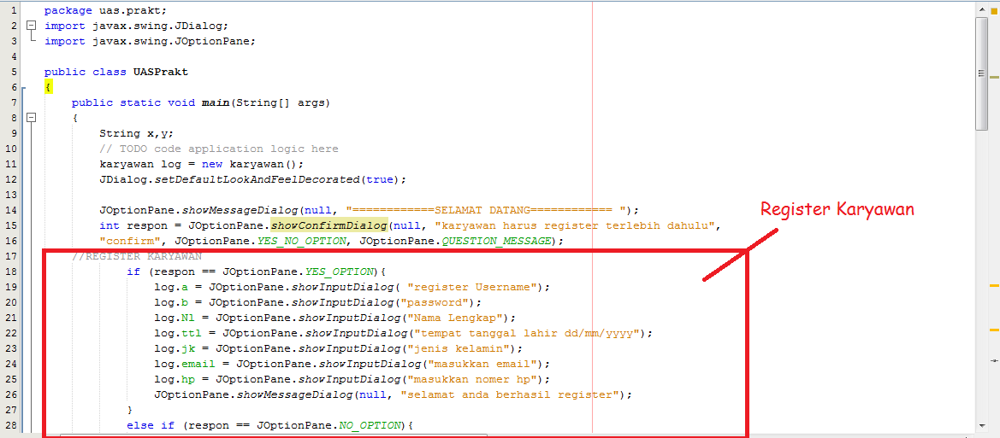 1 package uas.prakt;
2 import javax.swing.JDialog;
3 import javax.swing.JOptionPane;
4
5 public class UASPrakt
6 {
7 public static void main(String[] args)
8 {
9 String x,y;
10 // TODO code application logic here
11 karyawan log = new karyawan();
12 JDialog.setDefaultLookAndFeelDecorated(true);
13
14 JOptionPane.showMessageDialog(null, "============SELAMAT DATANG============ ");
15 int respon = JOptionPane.showConfirmDialog(null, "karyawan harus register terlebih dahulu",
16 "confirm", JOptionPane.YES_NO_OPTION, JOptionPane.QUESTION_MESSAGE);
Register Karyawan
17 //REGISTER KARYAWAN
18 if (respon == JOptionPane.YES_OPTION){
19 log.a = JOptionPane.showInputDialog( "register Username");
20 log.b = JOptionPane.showInputDialog("password");
21 log.Nl = JOptionPane.showInputDialog("Nama Lengkap");
22 log.ttl = JOptionPane.showInputDialog("tempat tanggal lahir dd/mm/yyyy");
23 log.jk = JOptionPane.showInputDialog("jenis kelamin");
24 log.email = JOptionPane.showInputDialog("masukkan email");
25 log.hp = JOptionPane.showInputDialog("masukkan nomer hp");
26 JOptionPane.showMessageDialog(null, "selamat anda berhasil register");
27 }
28 else if (respon == JOptionPane.NO_OPTION){